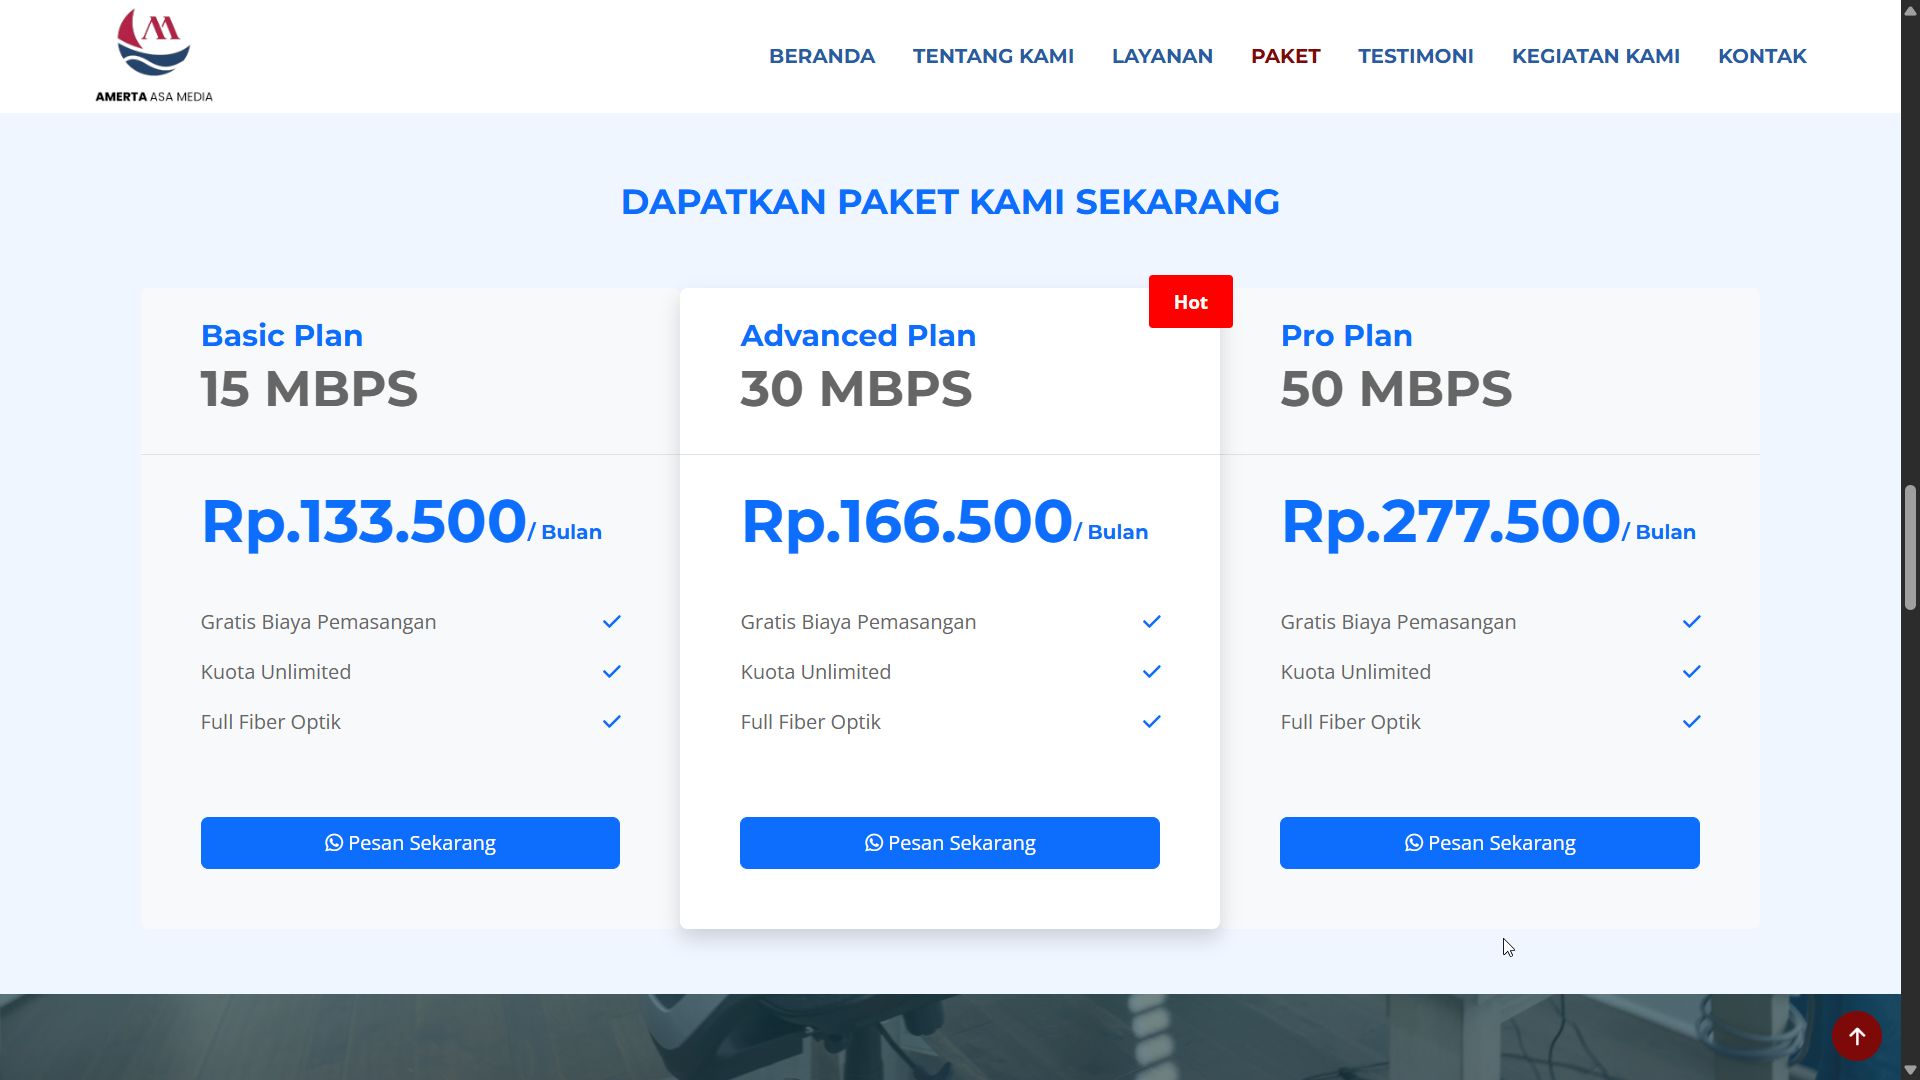 AMERTA ASA MEDIA
BERANDA TENTANG KAMI LAYANAN PAKET TESTIMONI KEGIATAN KAMI KONTAK
DAPATKAN PAKET KAMI SEKARANG
Basic Plan
15 MBPS
Rp.133.500/ Bulan
Gratis Biaya Pemasangan
Kuota Unlimited
Full Fiber Optik
Pesan Sekarang
Hot
Advanced Plan
30 MBPS
Rp.166.500/ Bulan
Gratis Biaya Pemasangan
Kuota Unlimited
Full Fiber Optik
Pesan Sekarang
Pro Plan
50 MBPS
Rp.277.500/ Bulan
Gratis Biaya Pemasangan
Kuota Unlimited
Full Fiber Optik
Pesan Sekarang